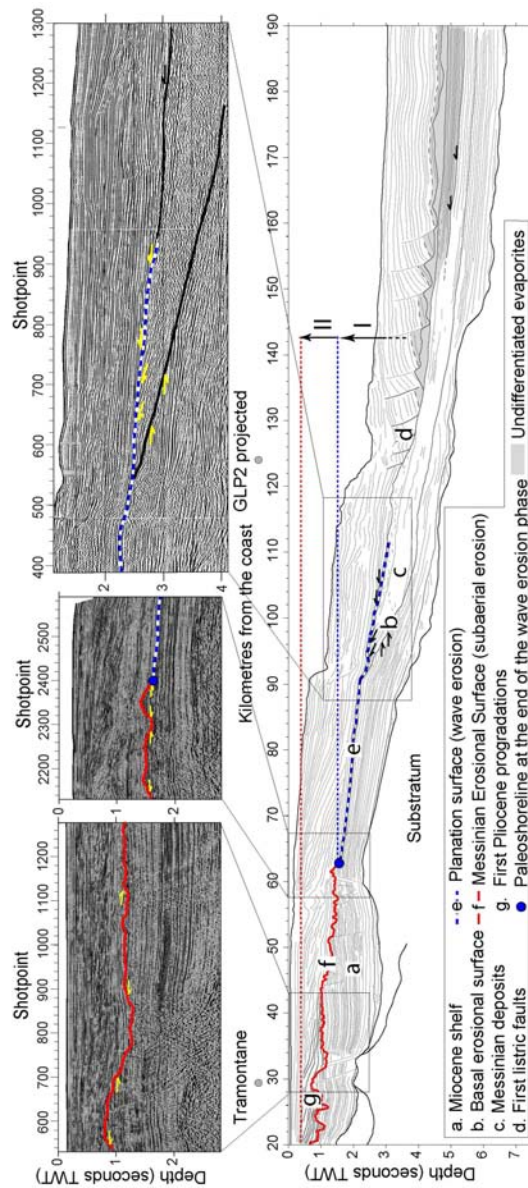 Shotpoint
600 700 800 900 1000 1100 1200
0
1
2
Depth (seconds TWT)
Tramontane
Shotpoint
2200 2300 2400 2500
0
1
2
Kilometres from the coast
Shotpoint
400 500 600 700 800 900 1000 1100 1200 1300
2
3
4
GLP2 projected
20 30 40 50 60 70 80 90 100 110 120 130 140 150 160 170 180 190
0
1
2
3
4
5
6
7
Depth (seconds TWT)
g
f
a
e
b
c
d
I
II
Substratum
a. Miocene shelf
b. Basal erosional surface
c. Messinian deposits
d. First listric faults
-e- Planation surface (wave erosion)
-f- Messinian Erosional Surface (subaerial erosion)
g. First Pliocene progradations
Paleoshoreline at the end of the wave erosion phase
Undifferentiated evaporites